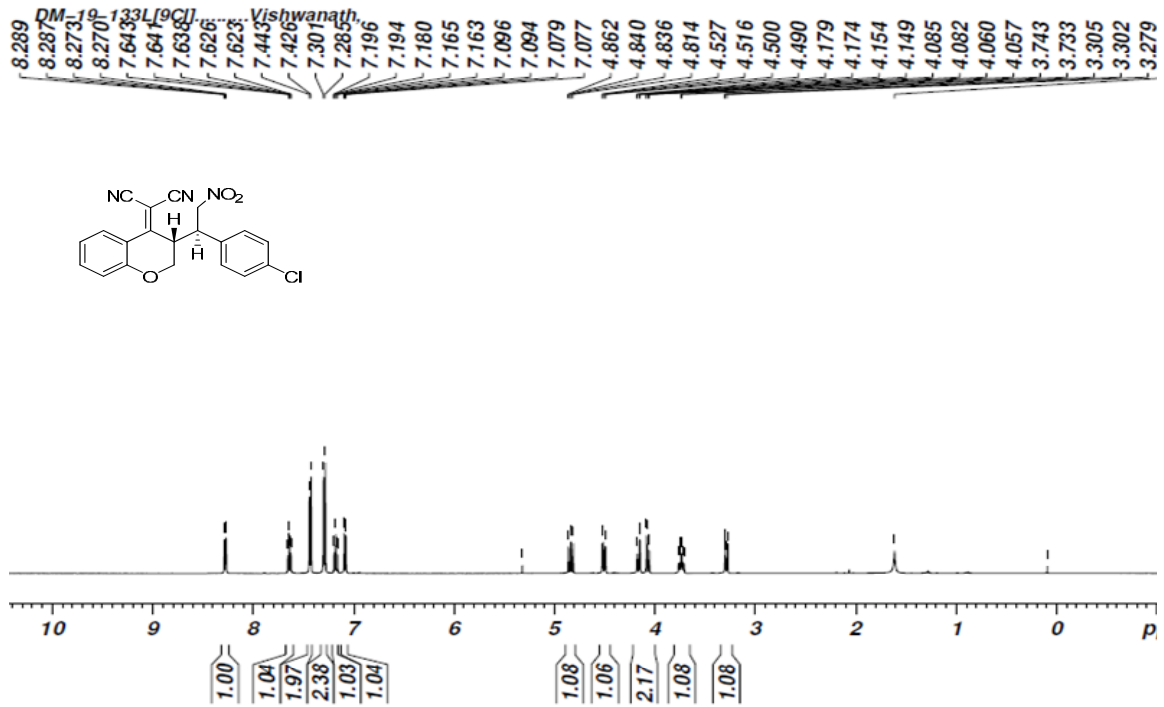 DM-19-133L[9Cl]..........Vishwanath,
8.289 8.287 8.273 8.270 7.643 7.641 7.638 7.626 7.623 7.443 7.426 7.301 7.285 7.196 7.194 7.180 7.165 7.163 7.096 7.094 7.079 7.077 4.862 4.840 4.836 4.814 4.527 4.516 4.500 4.490 4.179 4.174 4.154 4.149 4.085 4.082 4.060 4.057 3.743 3.733 3.305 3.302 3.279
NC CN NO2
H
H
O Cl
10 9 8 7 6 5 4 3 2 1 0 p
1.00 1.04 1.97 2.38 1.03 1.04 1.08 1.06 2.17 1.08 1.08